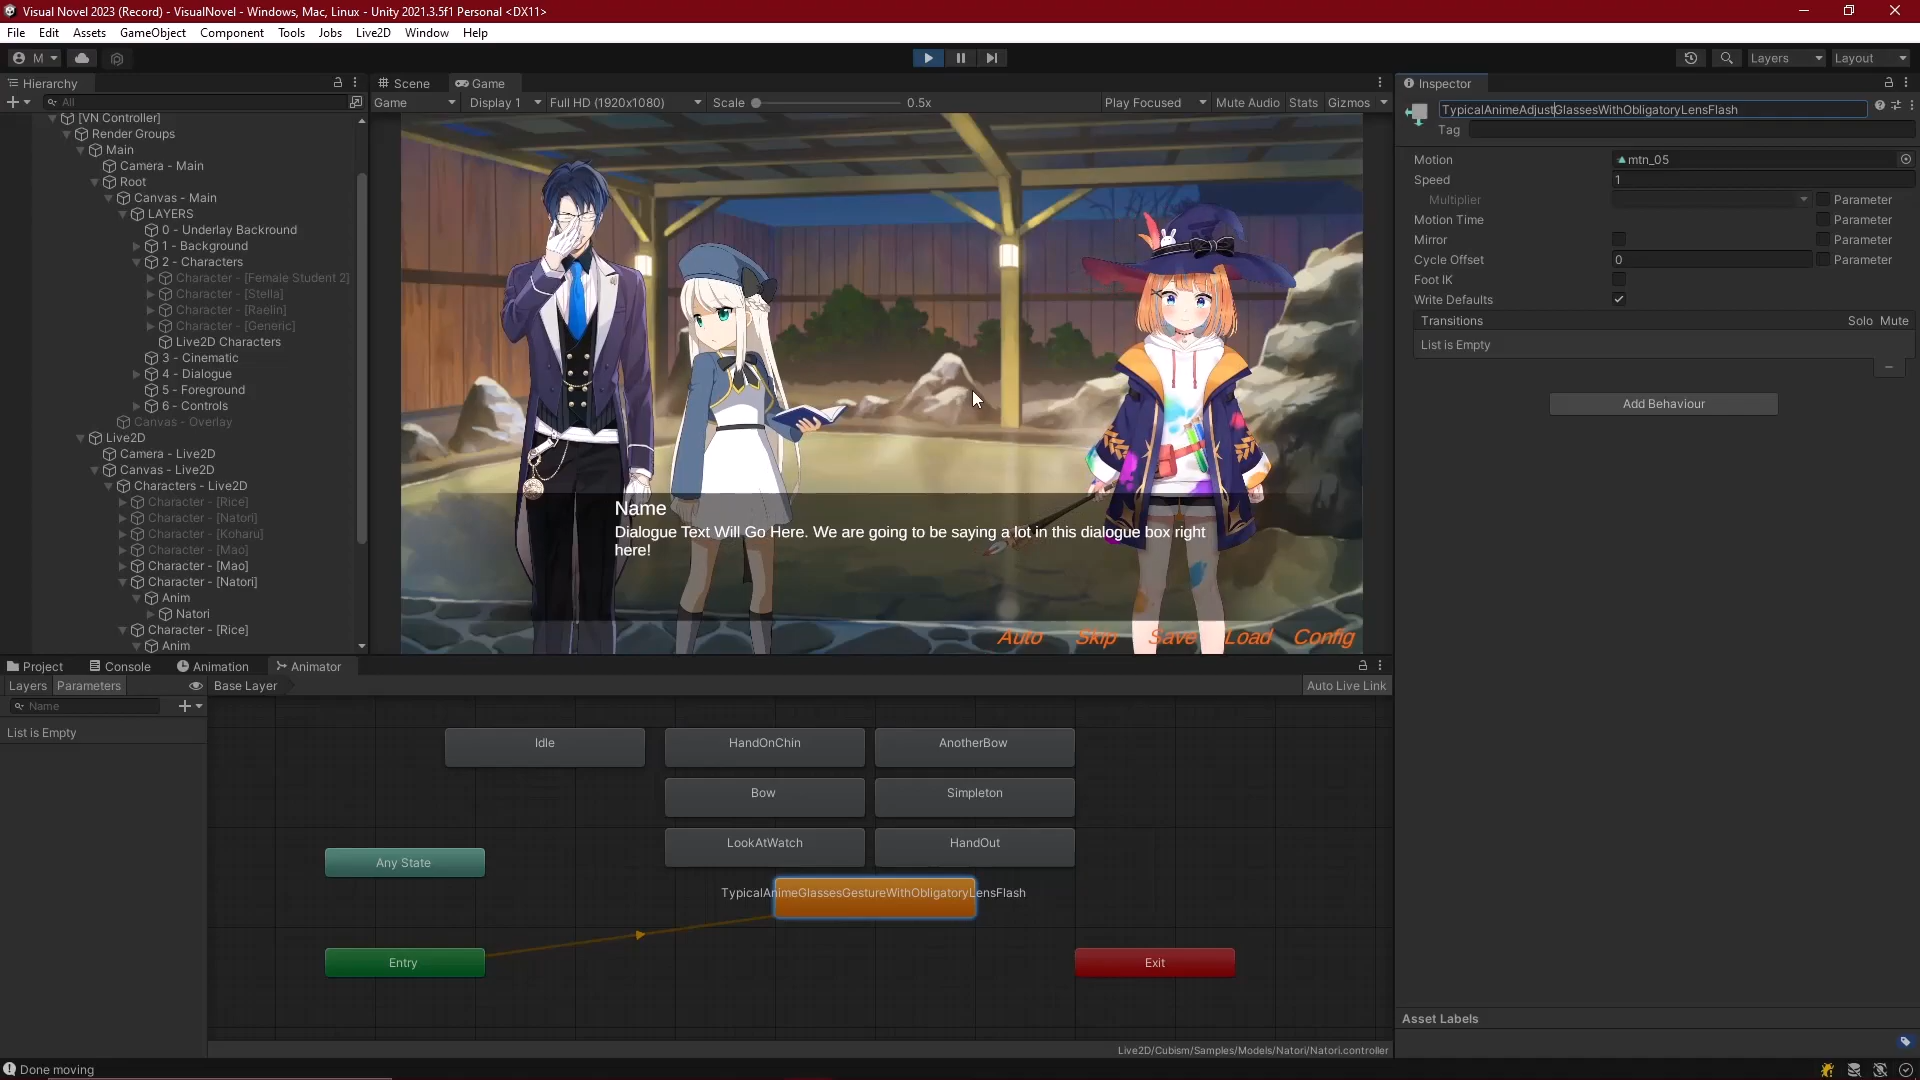 Visual Novel 2023 (Record) - VisualNovel - Windows, Mac, Linux - Unity 2021.3.5f1 Personal <DX11>
File Edit Assets GameObject Component Tools Jobs Live2D Window Help
M
Layers
Layout
Hierarchy
All
[VN Controller]
Render Groups
Main
Camera - Main
Root
Canvas - Main
LAYERS
0 - Underlay Backround
1 - Background
2 - Characters
Character - [Female Student 2]
Character - [Stella]
Character - [Raelin]
Character - [Generic]
Live2D Characters
3 - Cinematic
4 - Dialogue
5 - Foreground
6 - Controls
Canvas - Overlay
Live2D
Camera - Live2D
Canvas - Live2D
Characters - Live2D
Character - [Rice]
Character - [Natori]
Character - [Koharu]
Character - [Mao]
Character - [Mao]
Character - [Natori]
Anim
Natori
Character - [Rice]
Anim
Scene Game
Game Display 1 Full HD (1920x1080) Scale 0.5x Play Focused Mute Audio Stats Gizmos
Name
Dialogue Text Will Go Here. We are going to be saying a lot in this dialogue box right
here!
Auto Skip Save Load Config
Inspector
TypicalAnimeAdjustGlassesWithObligatoryLensFlash
Tag
Motion mtn_05
Speed 1
Multiplier Parameter
Motion Time Parameter
Mirror Parameter
Cycle Offset 0 Parameter
Foot IK
Write Defaults
Transitions Solo Mute
List is Empty
Add Behaviour
Asset Labels
Project Console Animation Animator
Layers Parameters Base Layer Auto Live Link
Name
List is Empty
Idle HandOnChin AnotherBow
Bow Simpleton
LookAtWatch HandOut
Any State
TypicalAnimeGlassesGestureWithObligatoryLensFlash
Entry Exit
Live2D/Cubism/Samples/Models/Natori/Natori.controller
Done moving